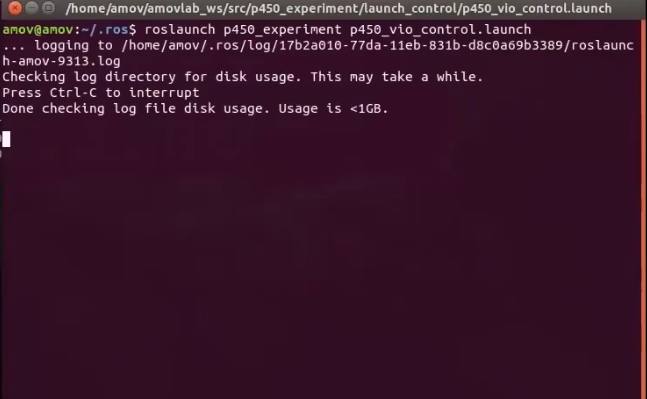 /home/amov/amovlab_ws/src/p450_experiment/launch_control/p450_vio_control.launch
amov@amov:~/.ros$ roslaunch p450_experiment p450_vio_control.launch
... logging to /home/amov/.ros/log/17b2a010-77da-11eb-831b-d8c0a69b3389/roslaunc
h-amov-9313.log
Checking log directory for disk usage. This may take a while.
Press Ctrl-C to interrupt
Done checking log file disk usage. Usage is <1GB.